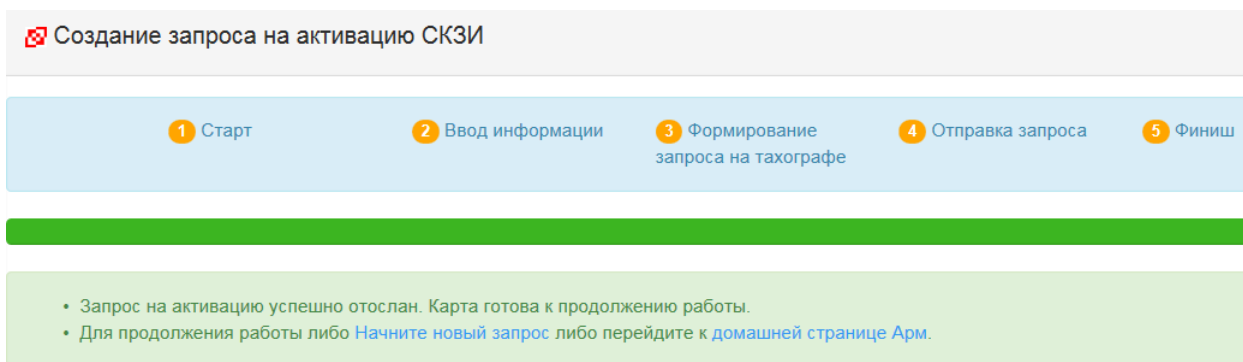 Создание запроса на активацию СКЗИ
1 Старт 2 Ввод информации 3 Формирование 4 Отправка запроса 5 Финиш
запроса на тахографе
• Запрос на активацию успешно отослан. Карта готова к продолжению работы.
• Для продолжения работы либо Начните новый запрос либо перейдите к домашней странице Арм.